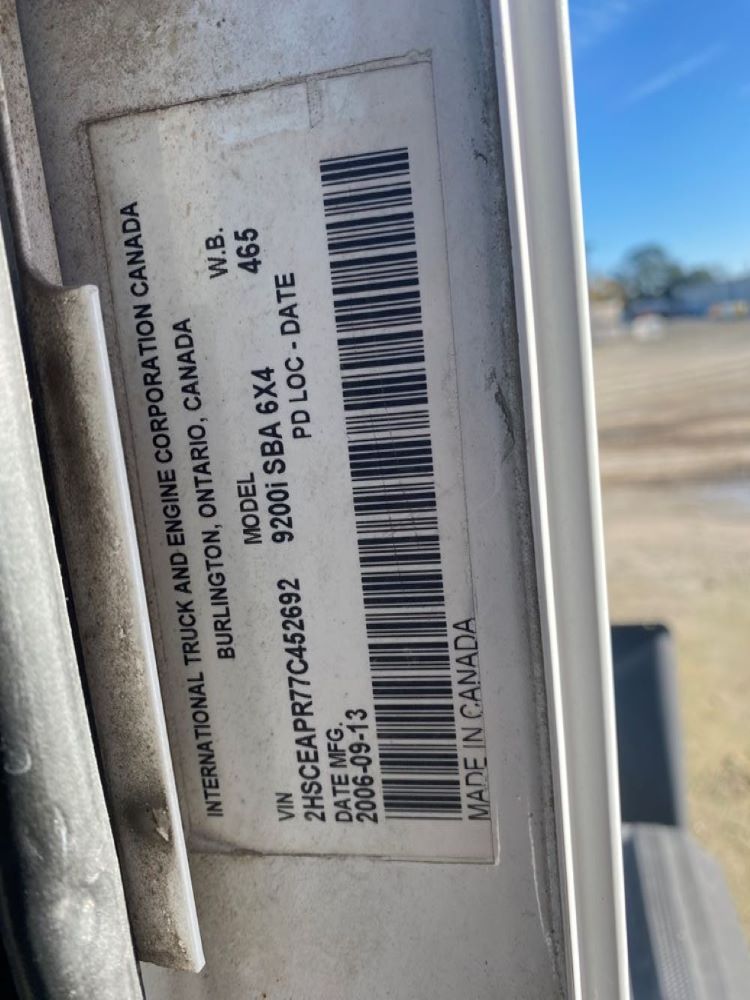 INTERNATIONAL TRUCK AND ENGINE CORPORATION CANADA
BURLINGTON, ONTARIO, CANADA
VIN MODEL W.B.
2HSCEAPR77C452692 9200i SBA 6X4 465
DATE MFG. PD LOC - DATE
2006-09-13
MADE IN CANADA